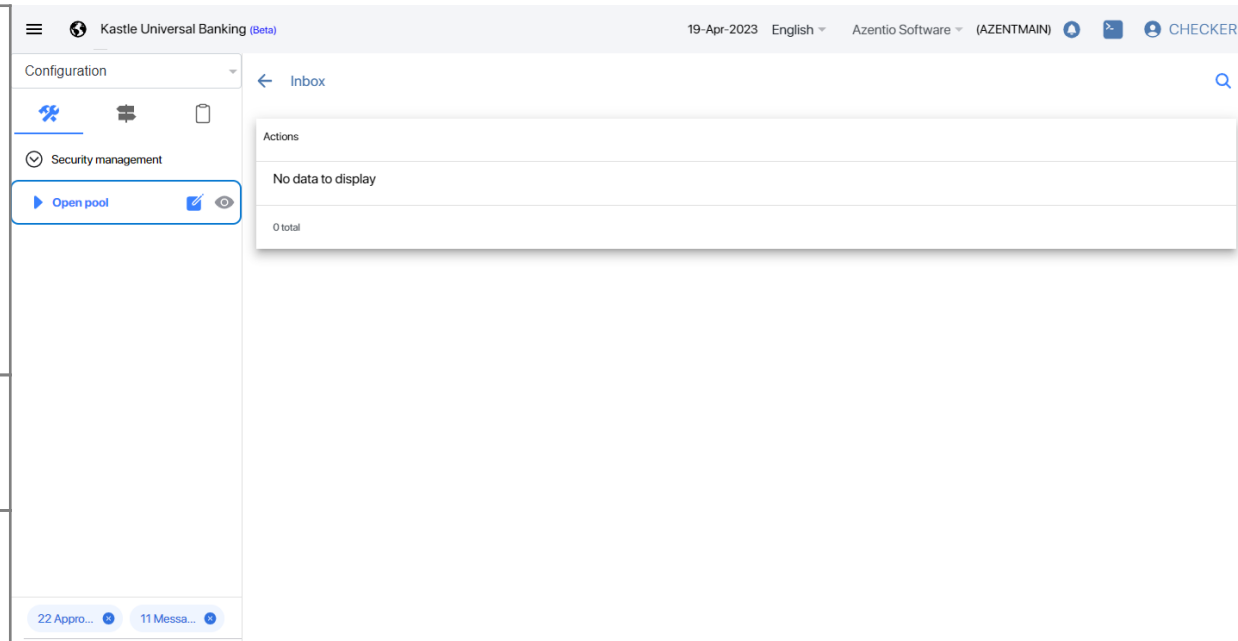 Kastle Universal Banking (Beta)
19-Apr-2023 English Azentio Software (AZENTMAIN) CHECKER
Configuration
Inbox
Actions
Security management
No data to display
Open pool
0 total
22 Appro... 11 Messa...